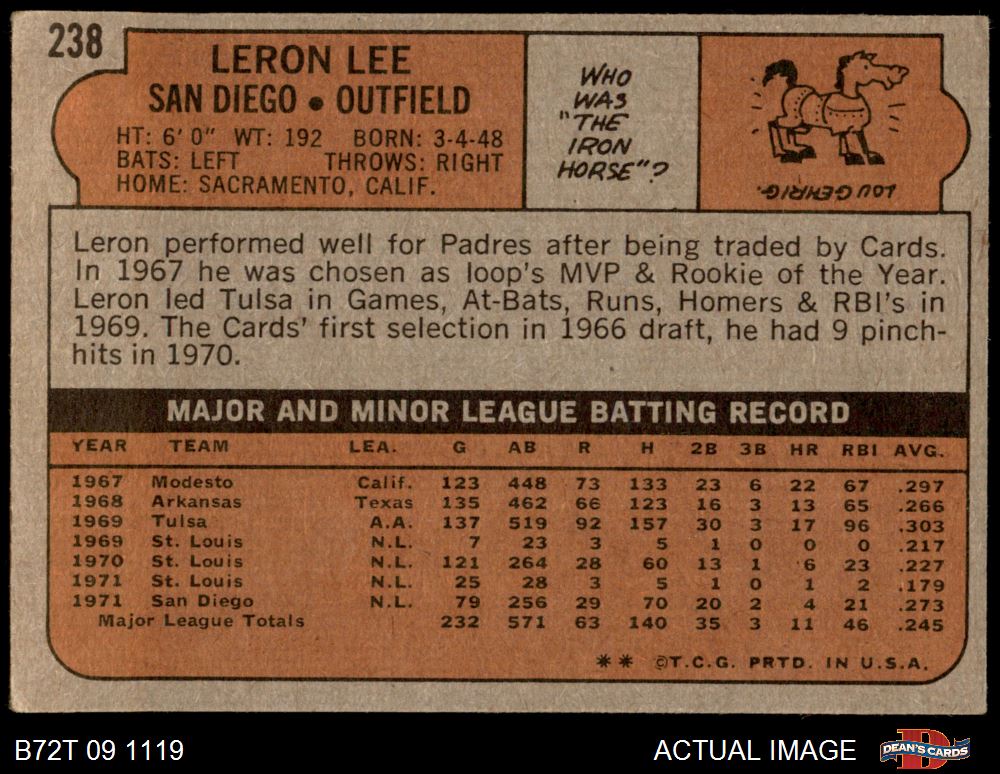 238
LERON LEE
SAN DIEGO • OUTFIELD
HT: 6' 0" WT: 192 BORN: 3-4-48
BATS: LEFT THROWS: RIGHT
HOME: SACRAMENTO, CALIF.
WHO
WAS
"THE
IRON
HORSE"?
LOU GEHRIG.
Leron performed well for Padres after being traded by Cards.
In 1967 he was chosen as loop's MVP & Rookie of the Year.
Leron led Tulsa in Games, At-Bats, Runs, Homers & RBI's in
1969. The Cards' first selection in 1966 draft, he had 9 pinch-
hits in 1970.
MAJOR AND MINOR LEAGUE BATTING RECORD
YEAR TEAM LEA. G AB R H 2B 3B HR RBI AVG.
1967 Modesto Calif. 123 448 73 133 23 6 22 67 .297
1968 Arkansas Texas 135 462 66 123 16 3 13 65 .266
1969 Tulsa A.A. 137 519 92 157 30 3 17 96 .303
1969 St. Louis N.L. 7 23 3 5 1 0 0 0 .217
1970 St. Louis N.L. 121 264 28 60 13 1 6 23 .227
1971 St. Louis N.L. 25 28 3 5 1 0 1 2 .179
1971 San Diego N.L. 79 256 29 70 20 2 4 21 .273
Major League Totals 232 571 63 140 35 3 11 46 .245
** ©T.C.G. PRTD. IN U.S.A.
B72T 09 1119
ACTUAL IMAGE
DEAN'S CARDS